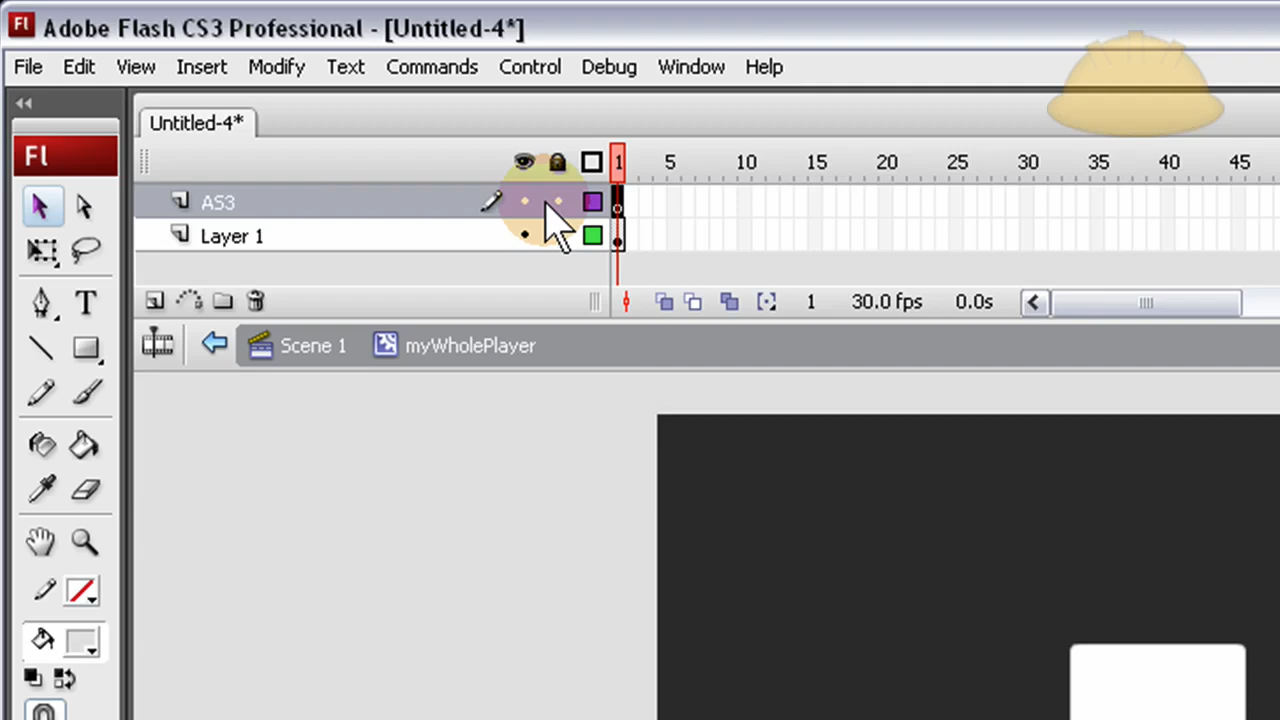 Fl Adobe Flash CS3 Professional - [Untitled-4*]
File Edit View Insert Modify Text Commands Control Debug Window Help
Untitled-4*
Fl
1 5 10 15 20 25 30 35 40 45
AS3
Layer 1
1 30.0 fps 0.0s
Scene 1 myWholePlayer
T